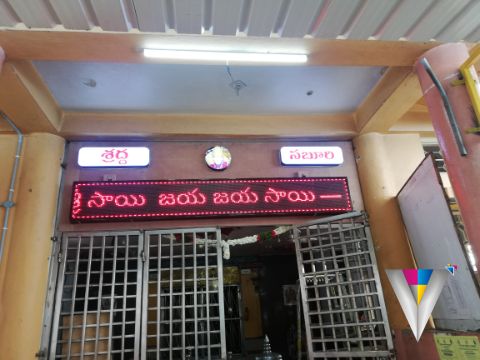 శ్రద్ధ
సబూరి
సాయి జయ జయ సాయి —